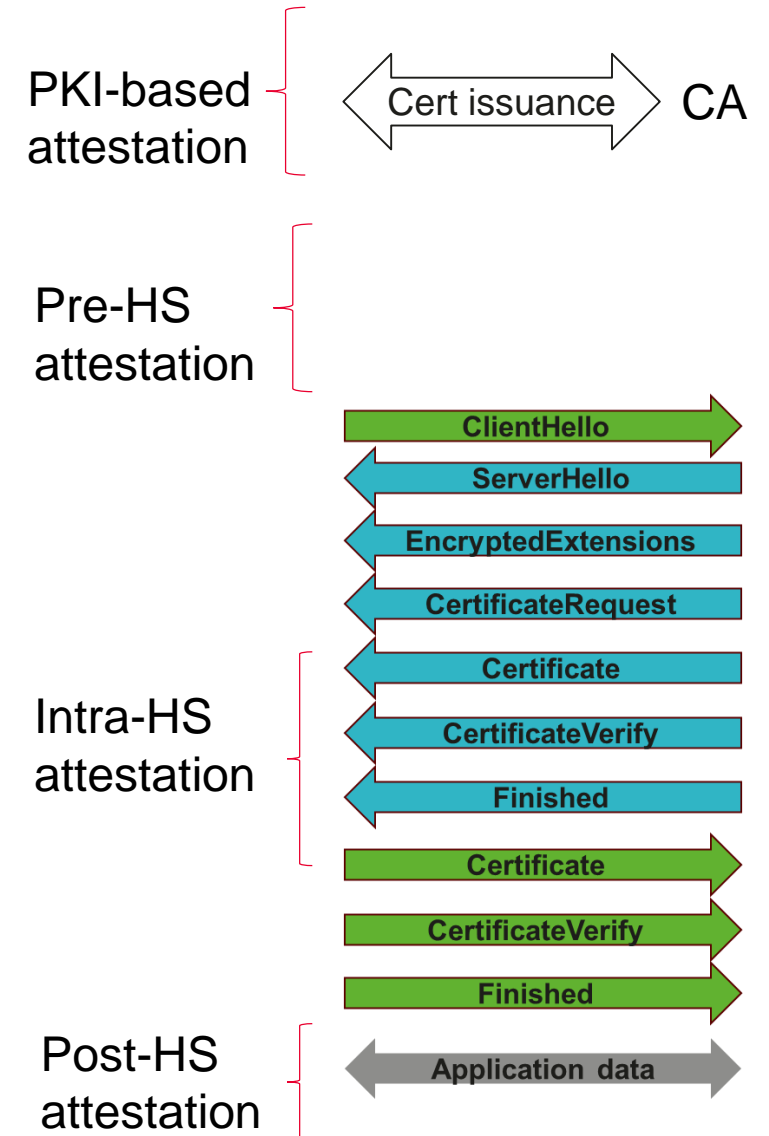 PKI-based
attestation
Cert issuance
CA
Pre-HS
attestation
ClientHello
ServerHello
EncryptedExtensions
CertificateRequest
Certificate
Intra-HS
attestation
CertificateVerify
Finished
Certificate
CertificateVerify
Finished
Post-HS
attestation
Application data